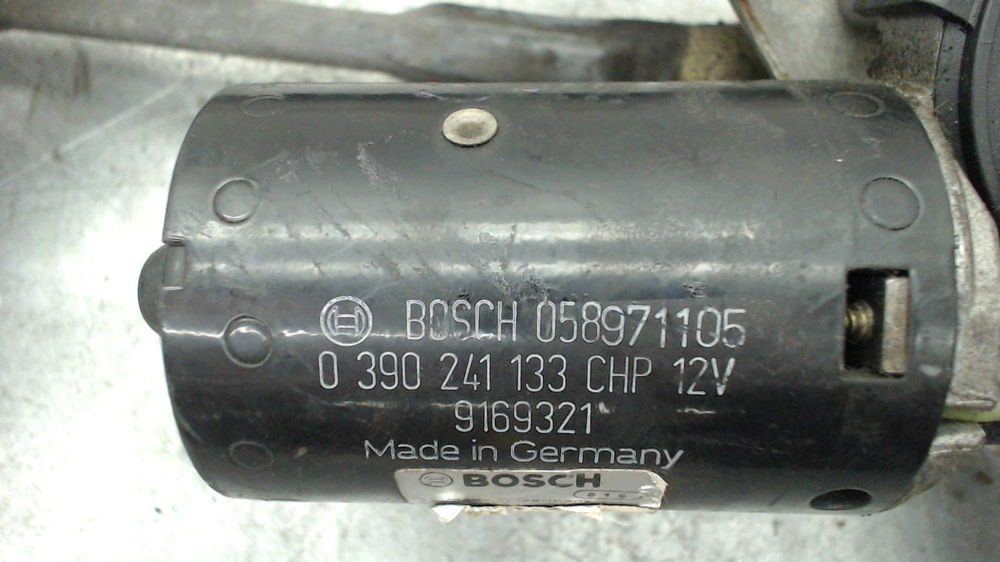 BOSCH 058971105
0 390 241 133 CHP 12V
9169321
Made in Germany
BOSCH